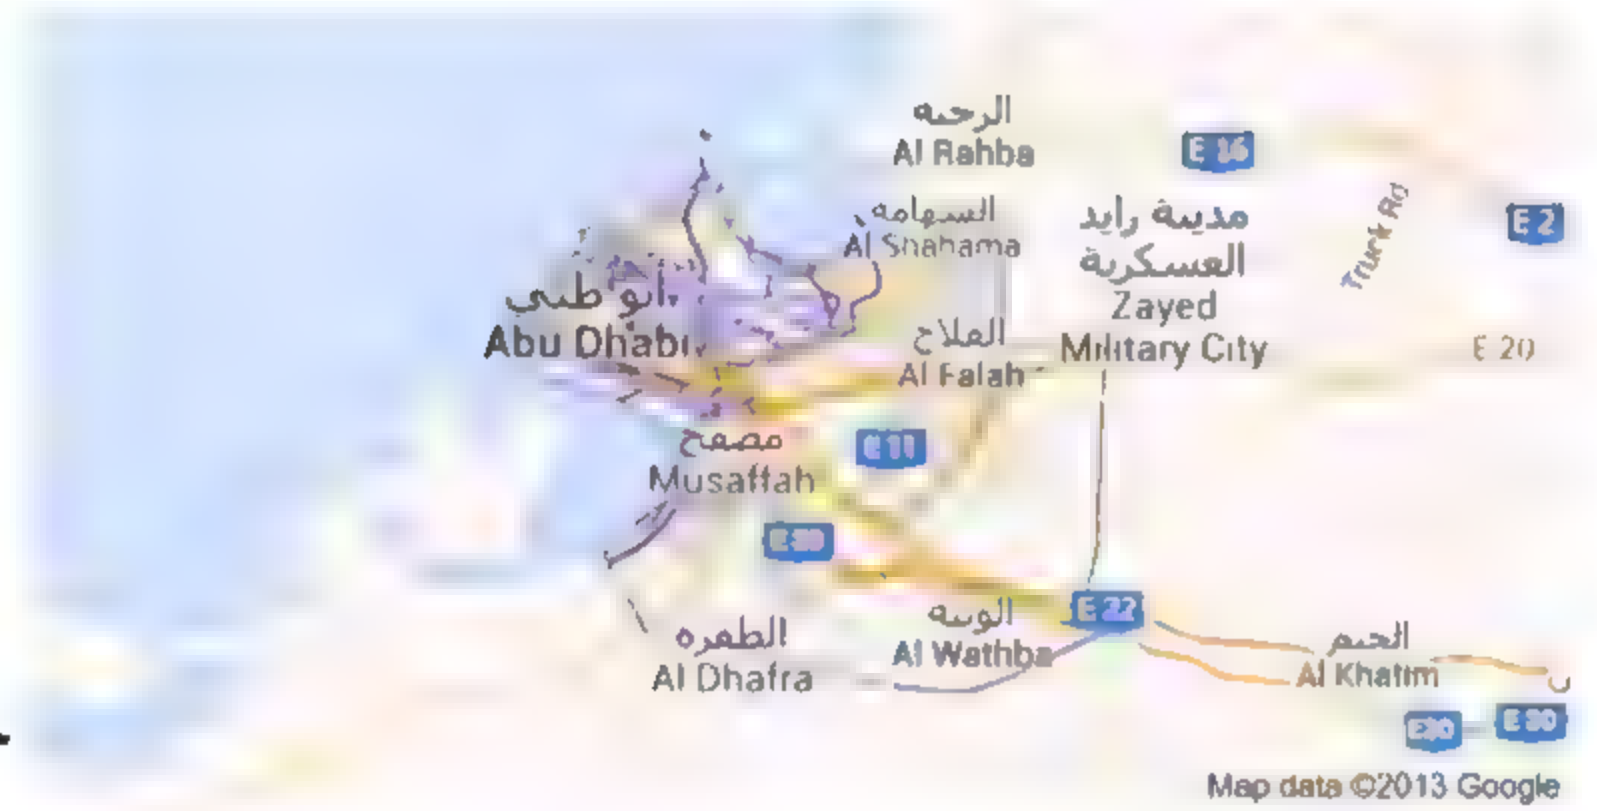 الرحبه
Al Rahba
E 16
السهامه
Al Shahama
مدينة زايد
العسكرية
Zayed
Military City
Truck Rd
E 2
أبو ظبي
Abu Dhabi
الفلاح
Al Falah
E 20
مصفح
Musaffah
E 11
E 30
الوثبه
Al Wathba
E 22
الظفره
Al Dhafra
الختم
Al Khatim
E30
E 30
Map data ©2013 Google